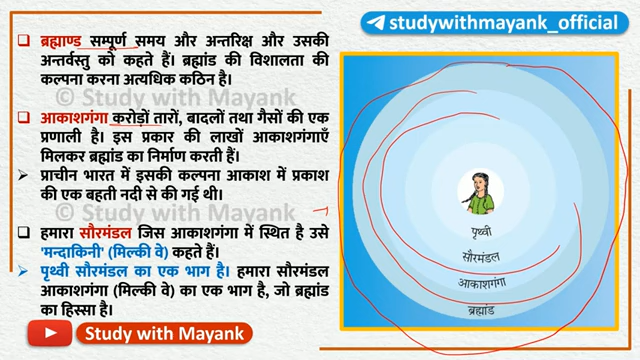 studywithmayank_official
❑ ब्रह्माण्ड सम्पूर्ण समय और अन्तरिक्ष और उसकी
अन्तर्वस्तु को कहते हैं। ब्रह्मांड की विशालता की
कल्पना करना अत्यधिक कठिन है।
© Study with Mayank
❑ आकाशगंगा करोड़ों तारों, बादलों तथा गैसों की एक
प्रणाली है। इस प्रकार की लाखों आकाशगंगाएँ
मिलकर ब्रह्मांड का निर्माण करती हैं।
➤ प्राचीन भारत में इसकी कल्पना आकाश में प्रकाश
की एक बहती नदी से की गई थी।
© Study with Mayank
❑ हमारा सौरमंडल जिस आकाशगंगा में स्थित है उसे
'मन्दाकिनी' (मिल्की वे) कहते हैं।
➤ पृथ्वी सौरमंडल का एक भाग है। हमारा सौरमंडल
आकाशगंगा (मिल्की वे) का एक भाग है, जो ब्रह्मांड
का हिस्सा है।
Study with Mayank
पृथ्वी
सौरमंडल
आकाशगंगा
ब्रह्मांड